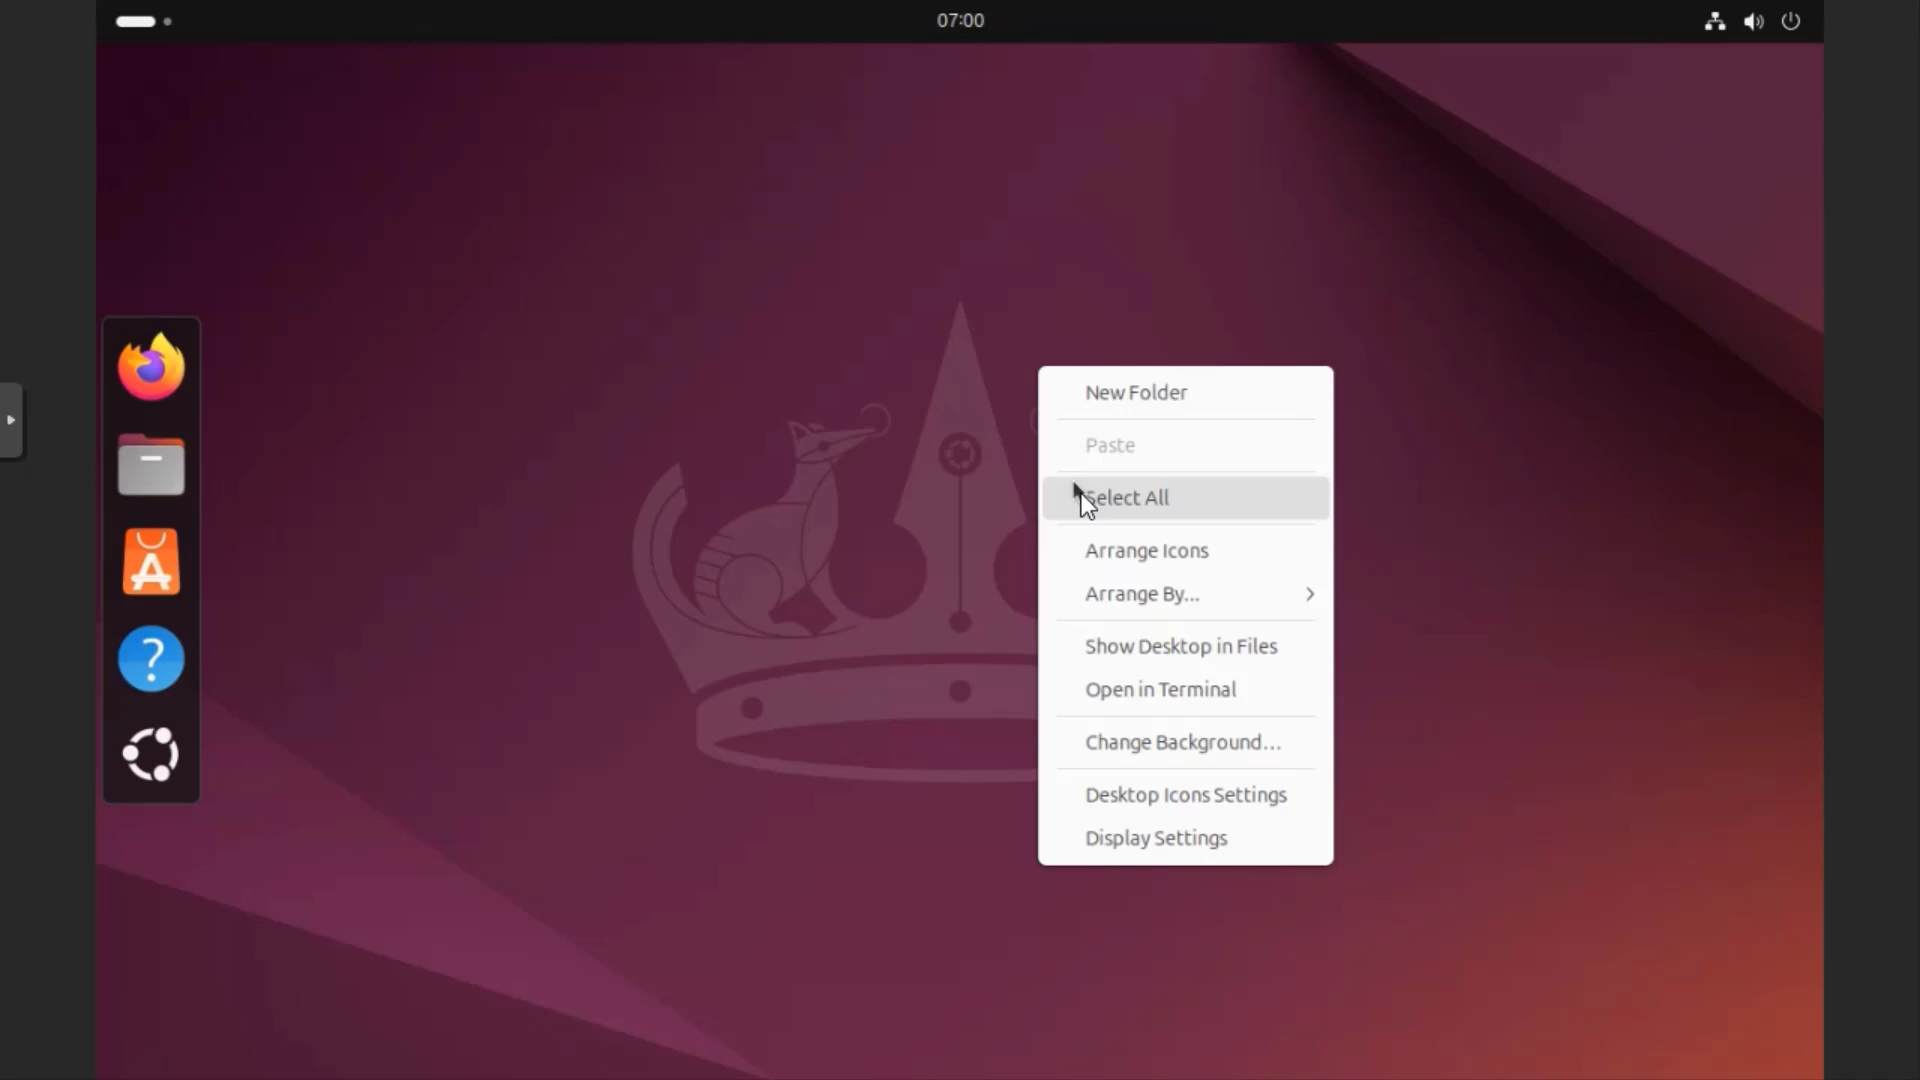 07:00
New Folder
Paste
Select All
Arrange Icons
Arrange By...
Show Desktop in Files
Open in Terminal
Change Background...
Desktop Icons Settings
Display Settings